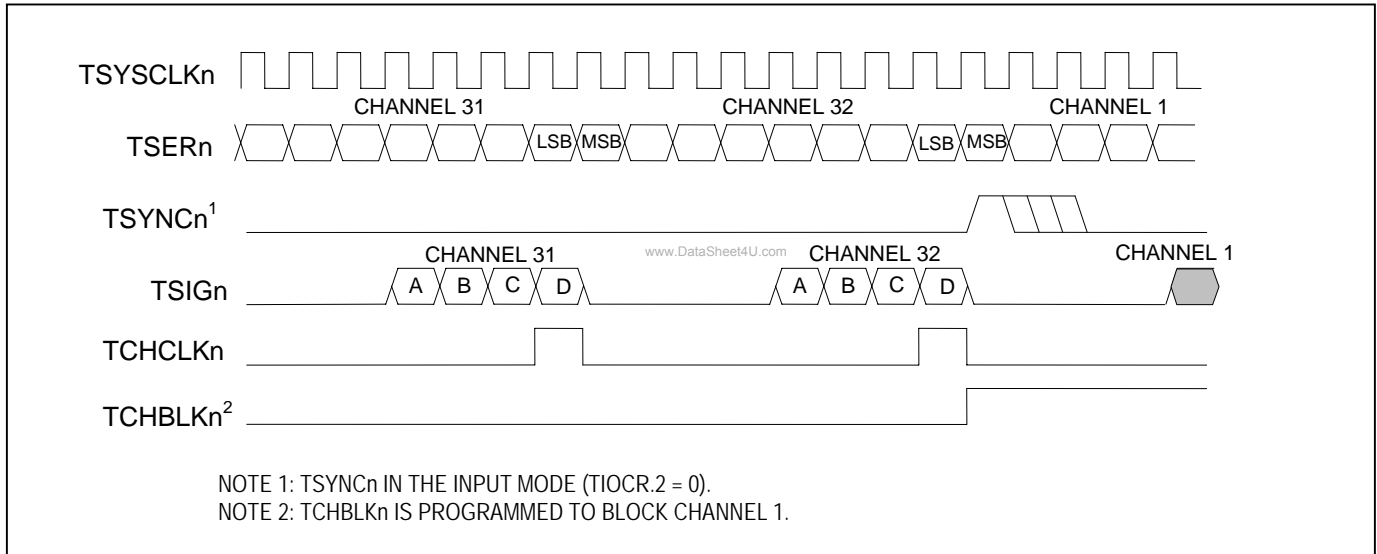 TSYSCLKn
CHANNEL 31 CHANNEL 32 CHANNEL 1
TSERn LSB MSB LSB MSB
TSYNCn1
www.DataSheet4U.com
CHANNEL 31 CHANNEL 32 CHANNEL 1
TSIGn A B C D A B C D
TCHCLKn
TCHBLKn2
NOTE 1: TSYNCn IN THE INPUT MODE (TIOCR.2 = 0).
NOTE 2: TCHBLKn IS PROGRAMMED TO BLOCK CHANNEL 1.